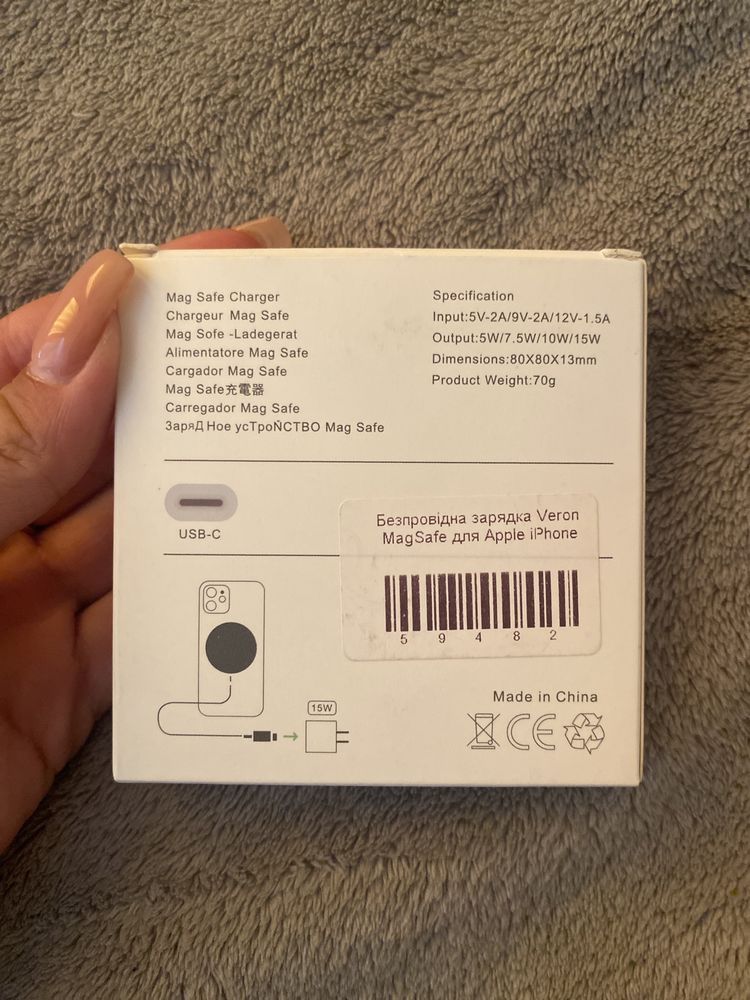 Mag Safe Charger
Chargeur Mag Safe
Mag Sofe -Ladegerat
Alimentatore Mag Safe
Cargador Mag Safe
Mag Safe充電器
Carregador Mag Safe
ЗаряД Ное усТроЙСТВО Mag Safe
Specification
Input:5V-2A/9V-2A/12V-1.5A
Output:5W/7.5W/10W/15W
Dimensions:80X80X13mm
Product Weight:70g
USB-C
Безпровідна зарядка Veron
MagSafe для Apple iPhone
5 9 4 8 2
15W
Made in China
CE